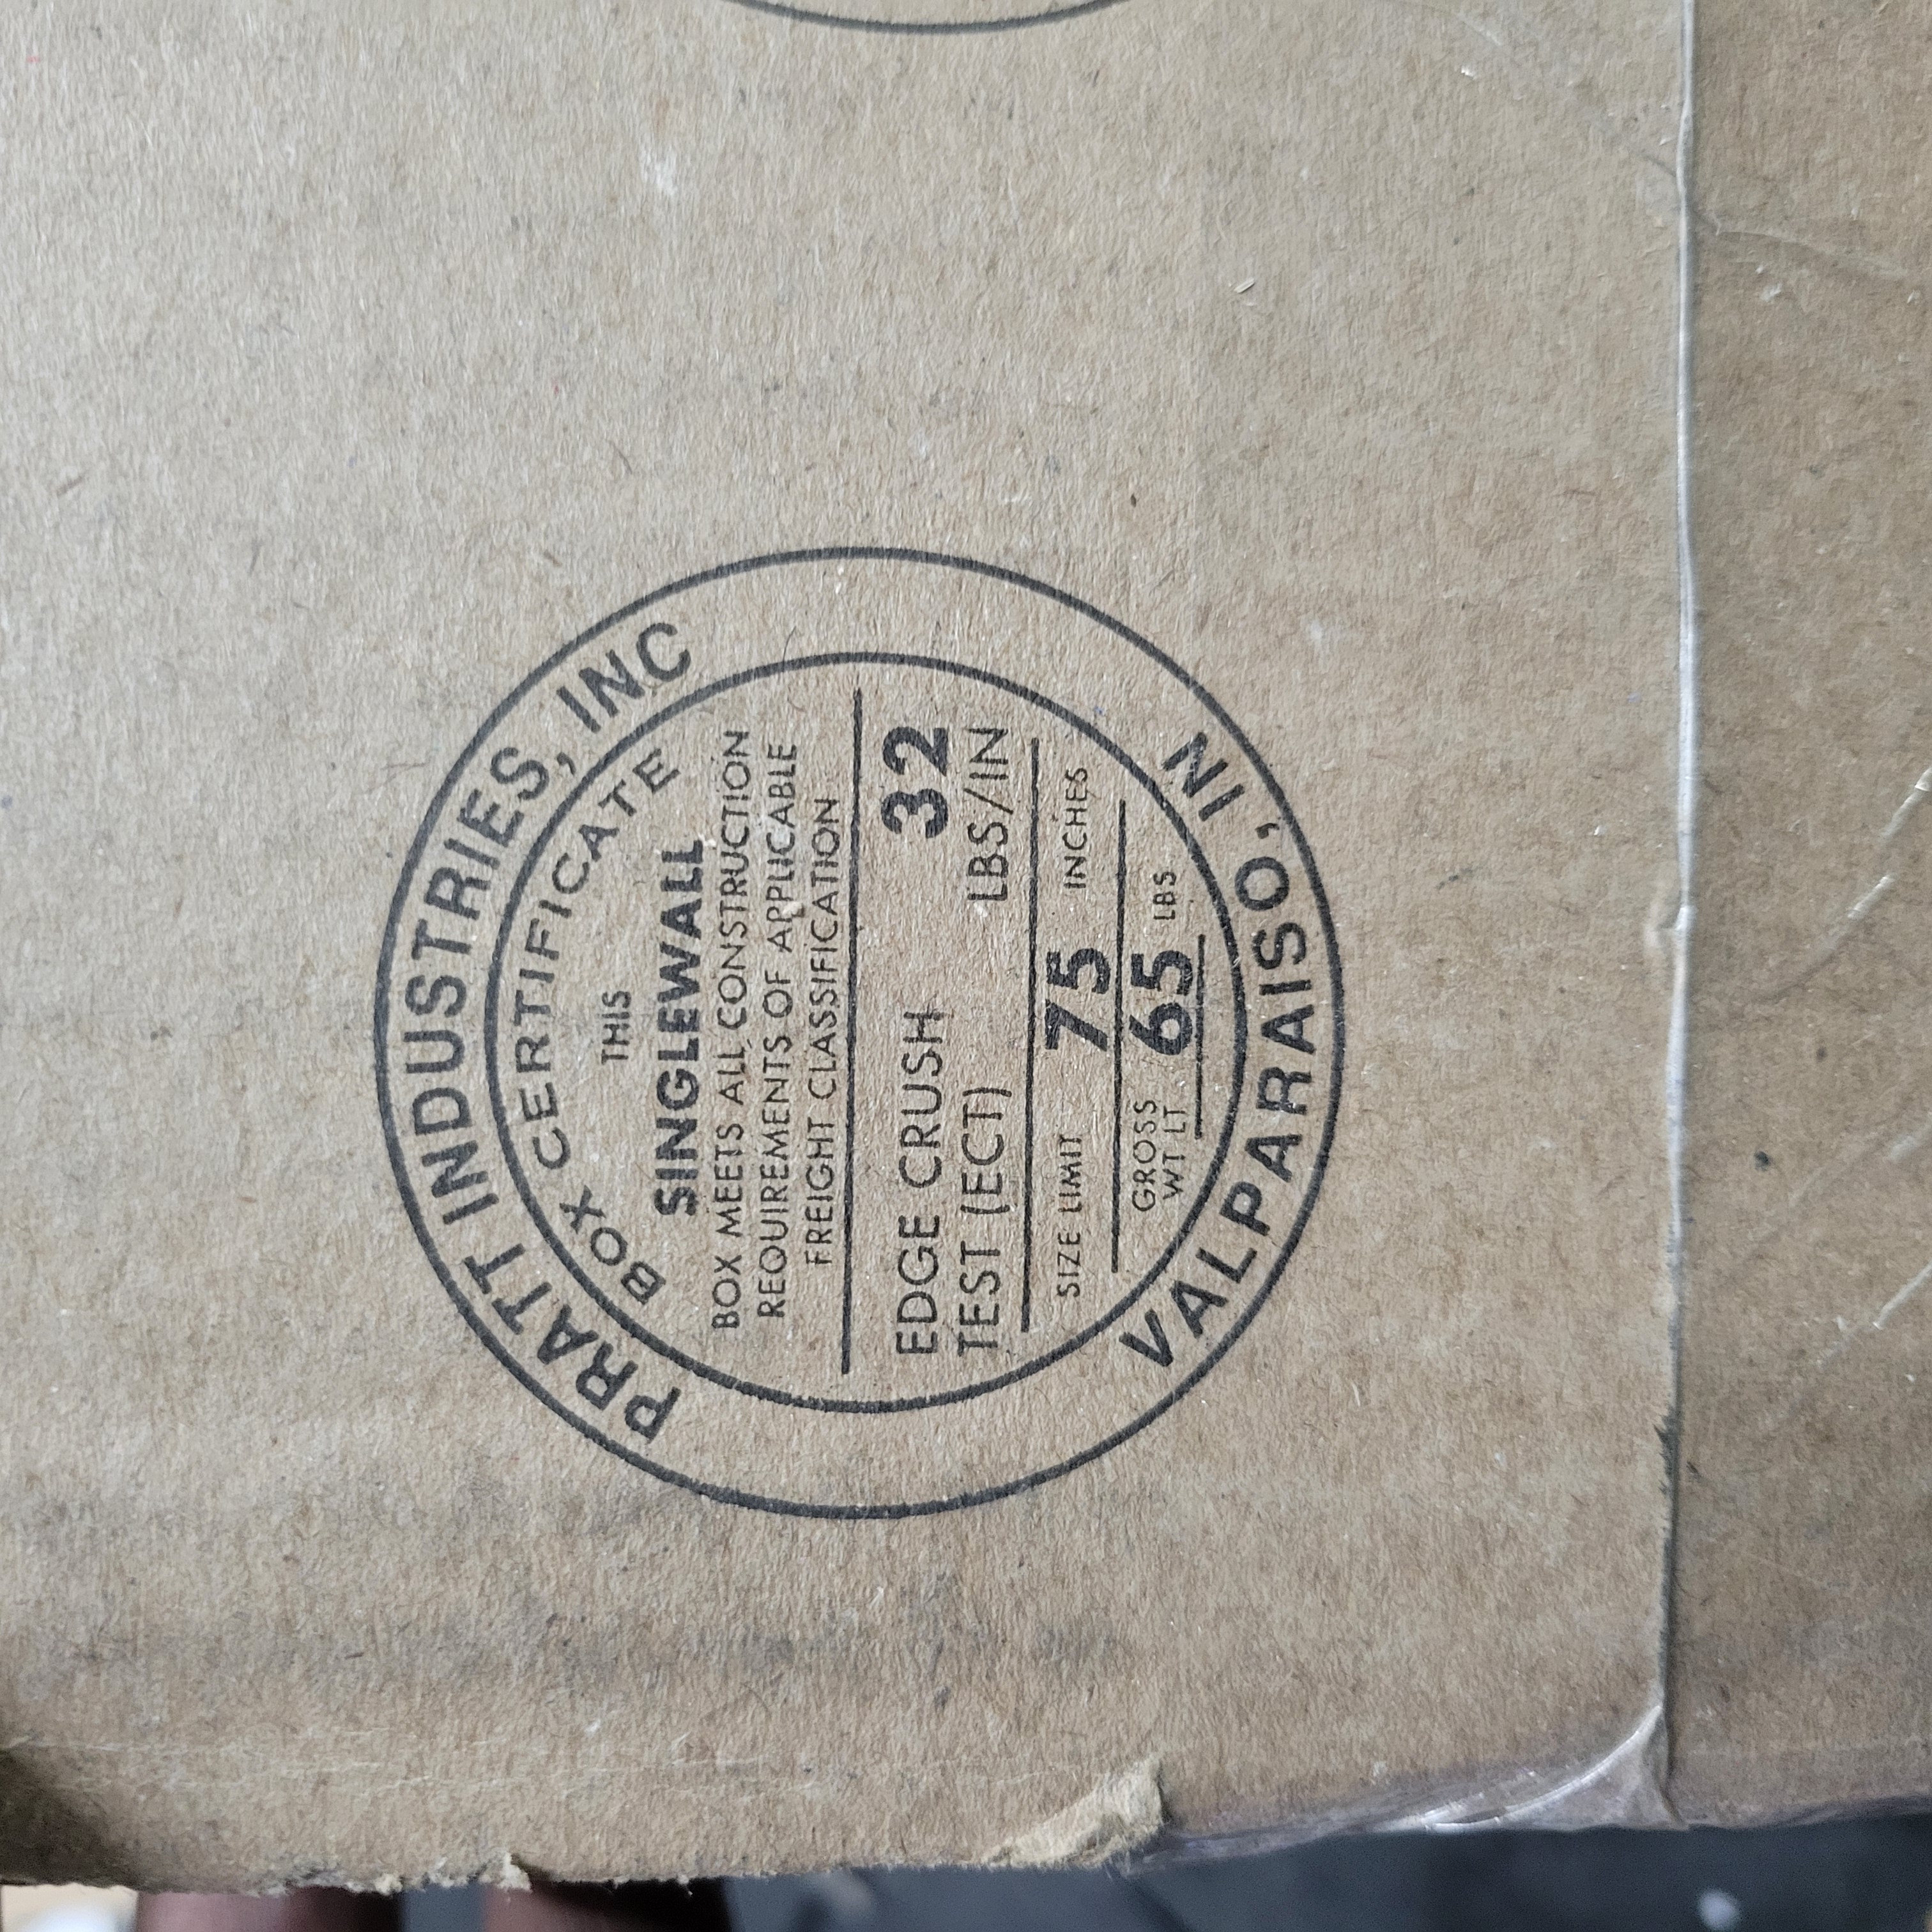 PRATT INDUSTRIES, INC
BOX CERTIFICATE
THIS
SINGLEWALL
BOX MEETS ALL CONSTRUCTION
REQUIREMENTS OF APPLICABLE
FREIGHT CLASSIFICATION
EDGE CRUSH 32
TEST (ECT) LBS/IN
SIZE LIMIT 75 INCHES
GROSS
WT LT 65 LBS
VALPARAISO, IN